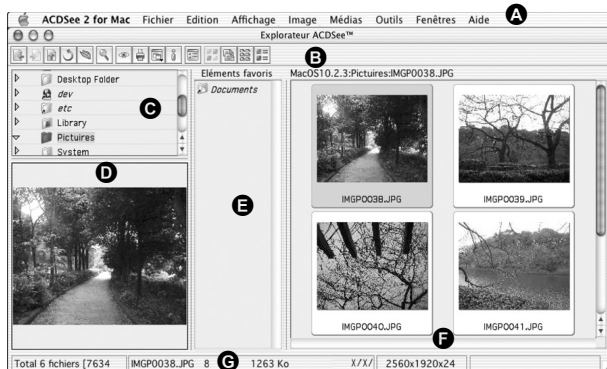 ACDSee 2 for Mac Fichier Edition Affichage Image Médias Outils Fenêtres Aide A
Explorateur ACDSee™
B
Eléments favoris MacOS10.2.3:Pictures:IMGP0038.JPG
Desktop Folder
dev
etc
Library
Pictuires
System
C
Documents
D
E
IMGP0038.JPG IMGP0039.JPG
IMGP0040.JPG IMGP0041.JPG
F
Total 6 fichiers [7634 IMGP0038.JPG 8 G 1263 Ko X/X/ 2560x1920x24